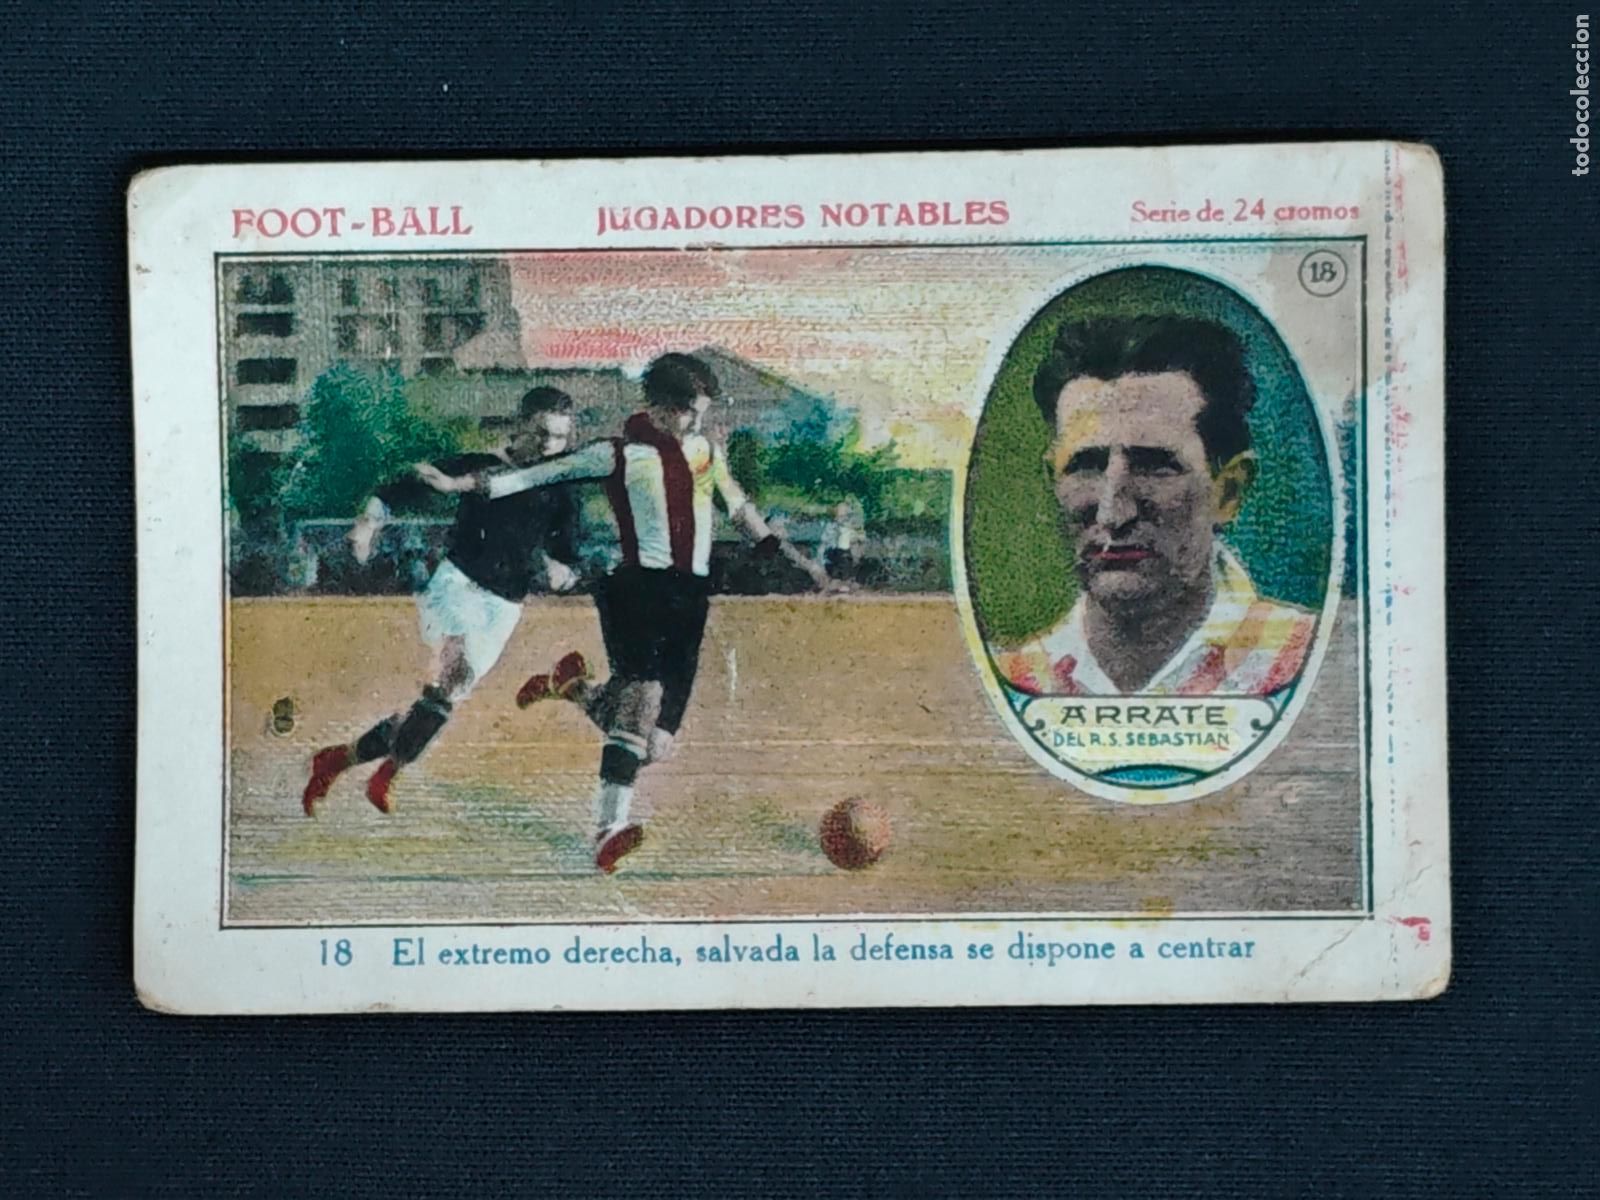 FOOT-BALL JUGADORES NOTABLES Serie de 24 cromos
18
ARRATE
DEL R.S. SEBASTIAN
18 El extremo derecha, salvada la defensa se dispone a centrar
todocoleccion